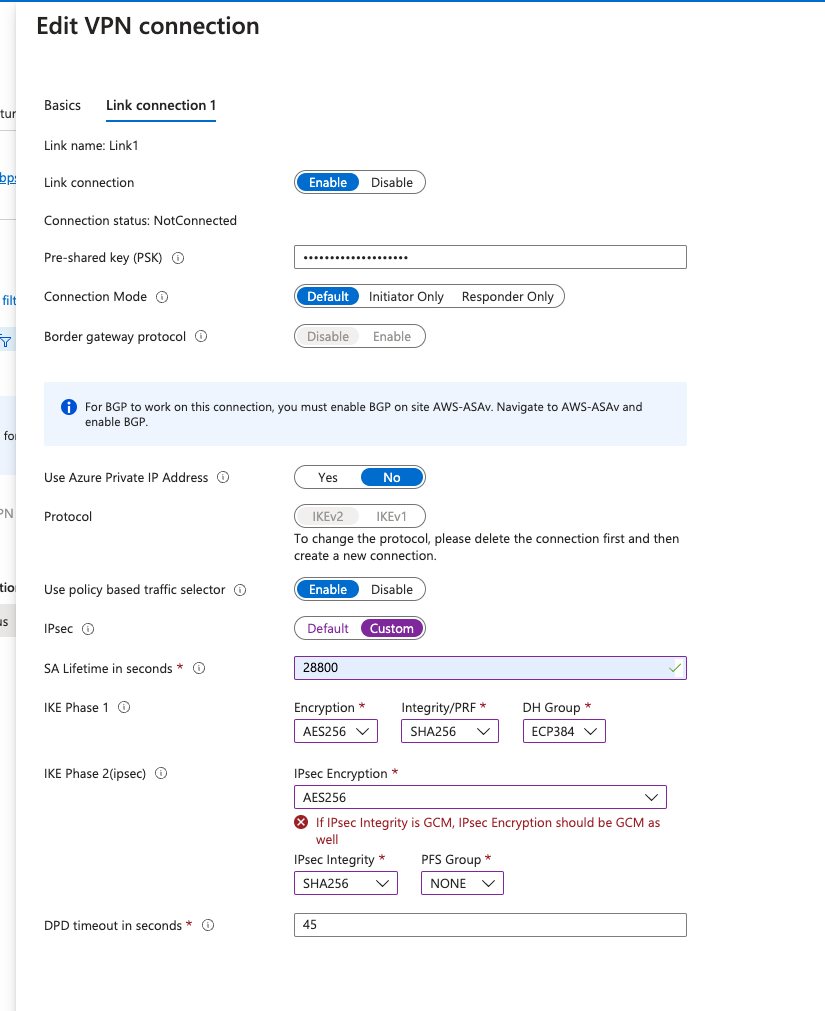 Edit VPN connection
Basics
Link connection 1
Link name: Link1
Link connection
Enable
Disable
Connection status: NotConnected
Pre-shared key (PSK)
••••••••••••••••••••
Connection Mode
Default
Initiator Only
Responder Only
Border gateway protocol
Disable
Enable
For BGP to work on this connection, you must enable BGP on site AWS-ASAv. Navigate to AWS-ASAv and
enable BGP.
Use Azure Private IP Address
Yes
No
Protocol
IKEv2
IKEv1
To change the protocol, please delete the connection first and then
create a new connection.
Use policy based traffic selector
Enable
Disable
IPsec
Default
Custom
SA Lifetime in seconds *
28800
IKE Phase 1
Encryption *
Integrity/PRF *
DH Group *
AES256
SHA256
ECP384
IKE Phase 2(ipsec)
IPsec Encryption *
AES256
If IPsec Integrity is GCM, IPsec Encryption should be GCM as
well
IPsec Integrity *
PFS Group *
SHA256
NONE
DPD timeout in seconds *
45